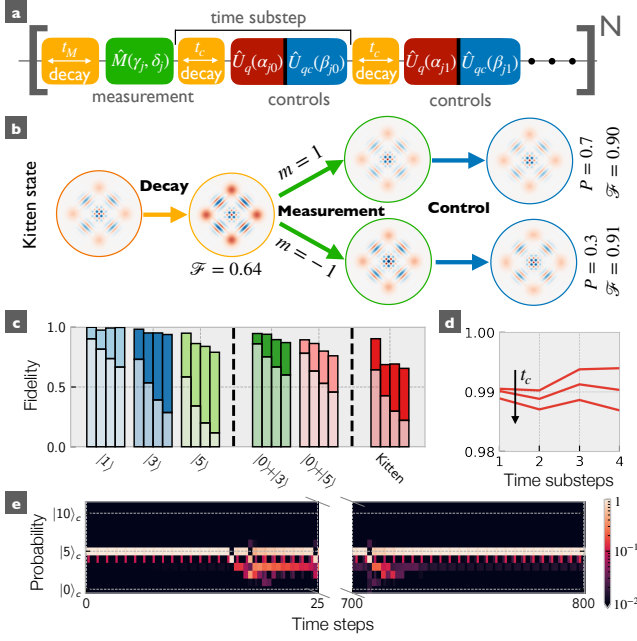 a
time substep
N
t_M
decay
M̂(γ_j, δ_j)
t_c
decay
Û_q(α_j0)
Û_qc(β_j0)
t_c
decay
Û_q(α_j1)
Û_qc(β_j1)
measurement
controls
controls
b
Kitten state
Decay
ℱ = 0.64
m = 1
Measurement
m = −1
Control
P = 0.7
ℱ = 0.90
P = 0.3
ℱ = 0.91
c
Fidelity
1.0
0.5
0.0
|1⟩
|3⟩
|5⟩
|0⟩+|3⟩
|0⟩+|5⟩
Kitten
d
1.00
0.99
0.98
t_c
1
2
3
4
Time substeps
e
Probability
|10⟩_c
|5⟩_c
|0⟩_c
0
25
700
800
Time steps
1
10⁻¹
10⁻²